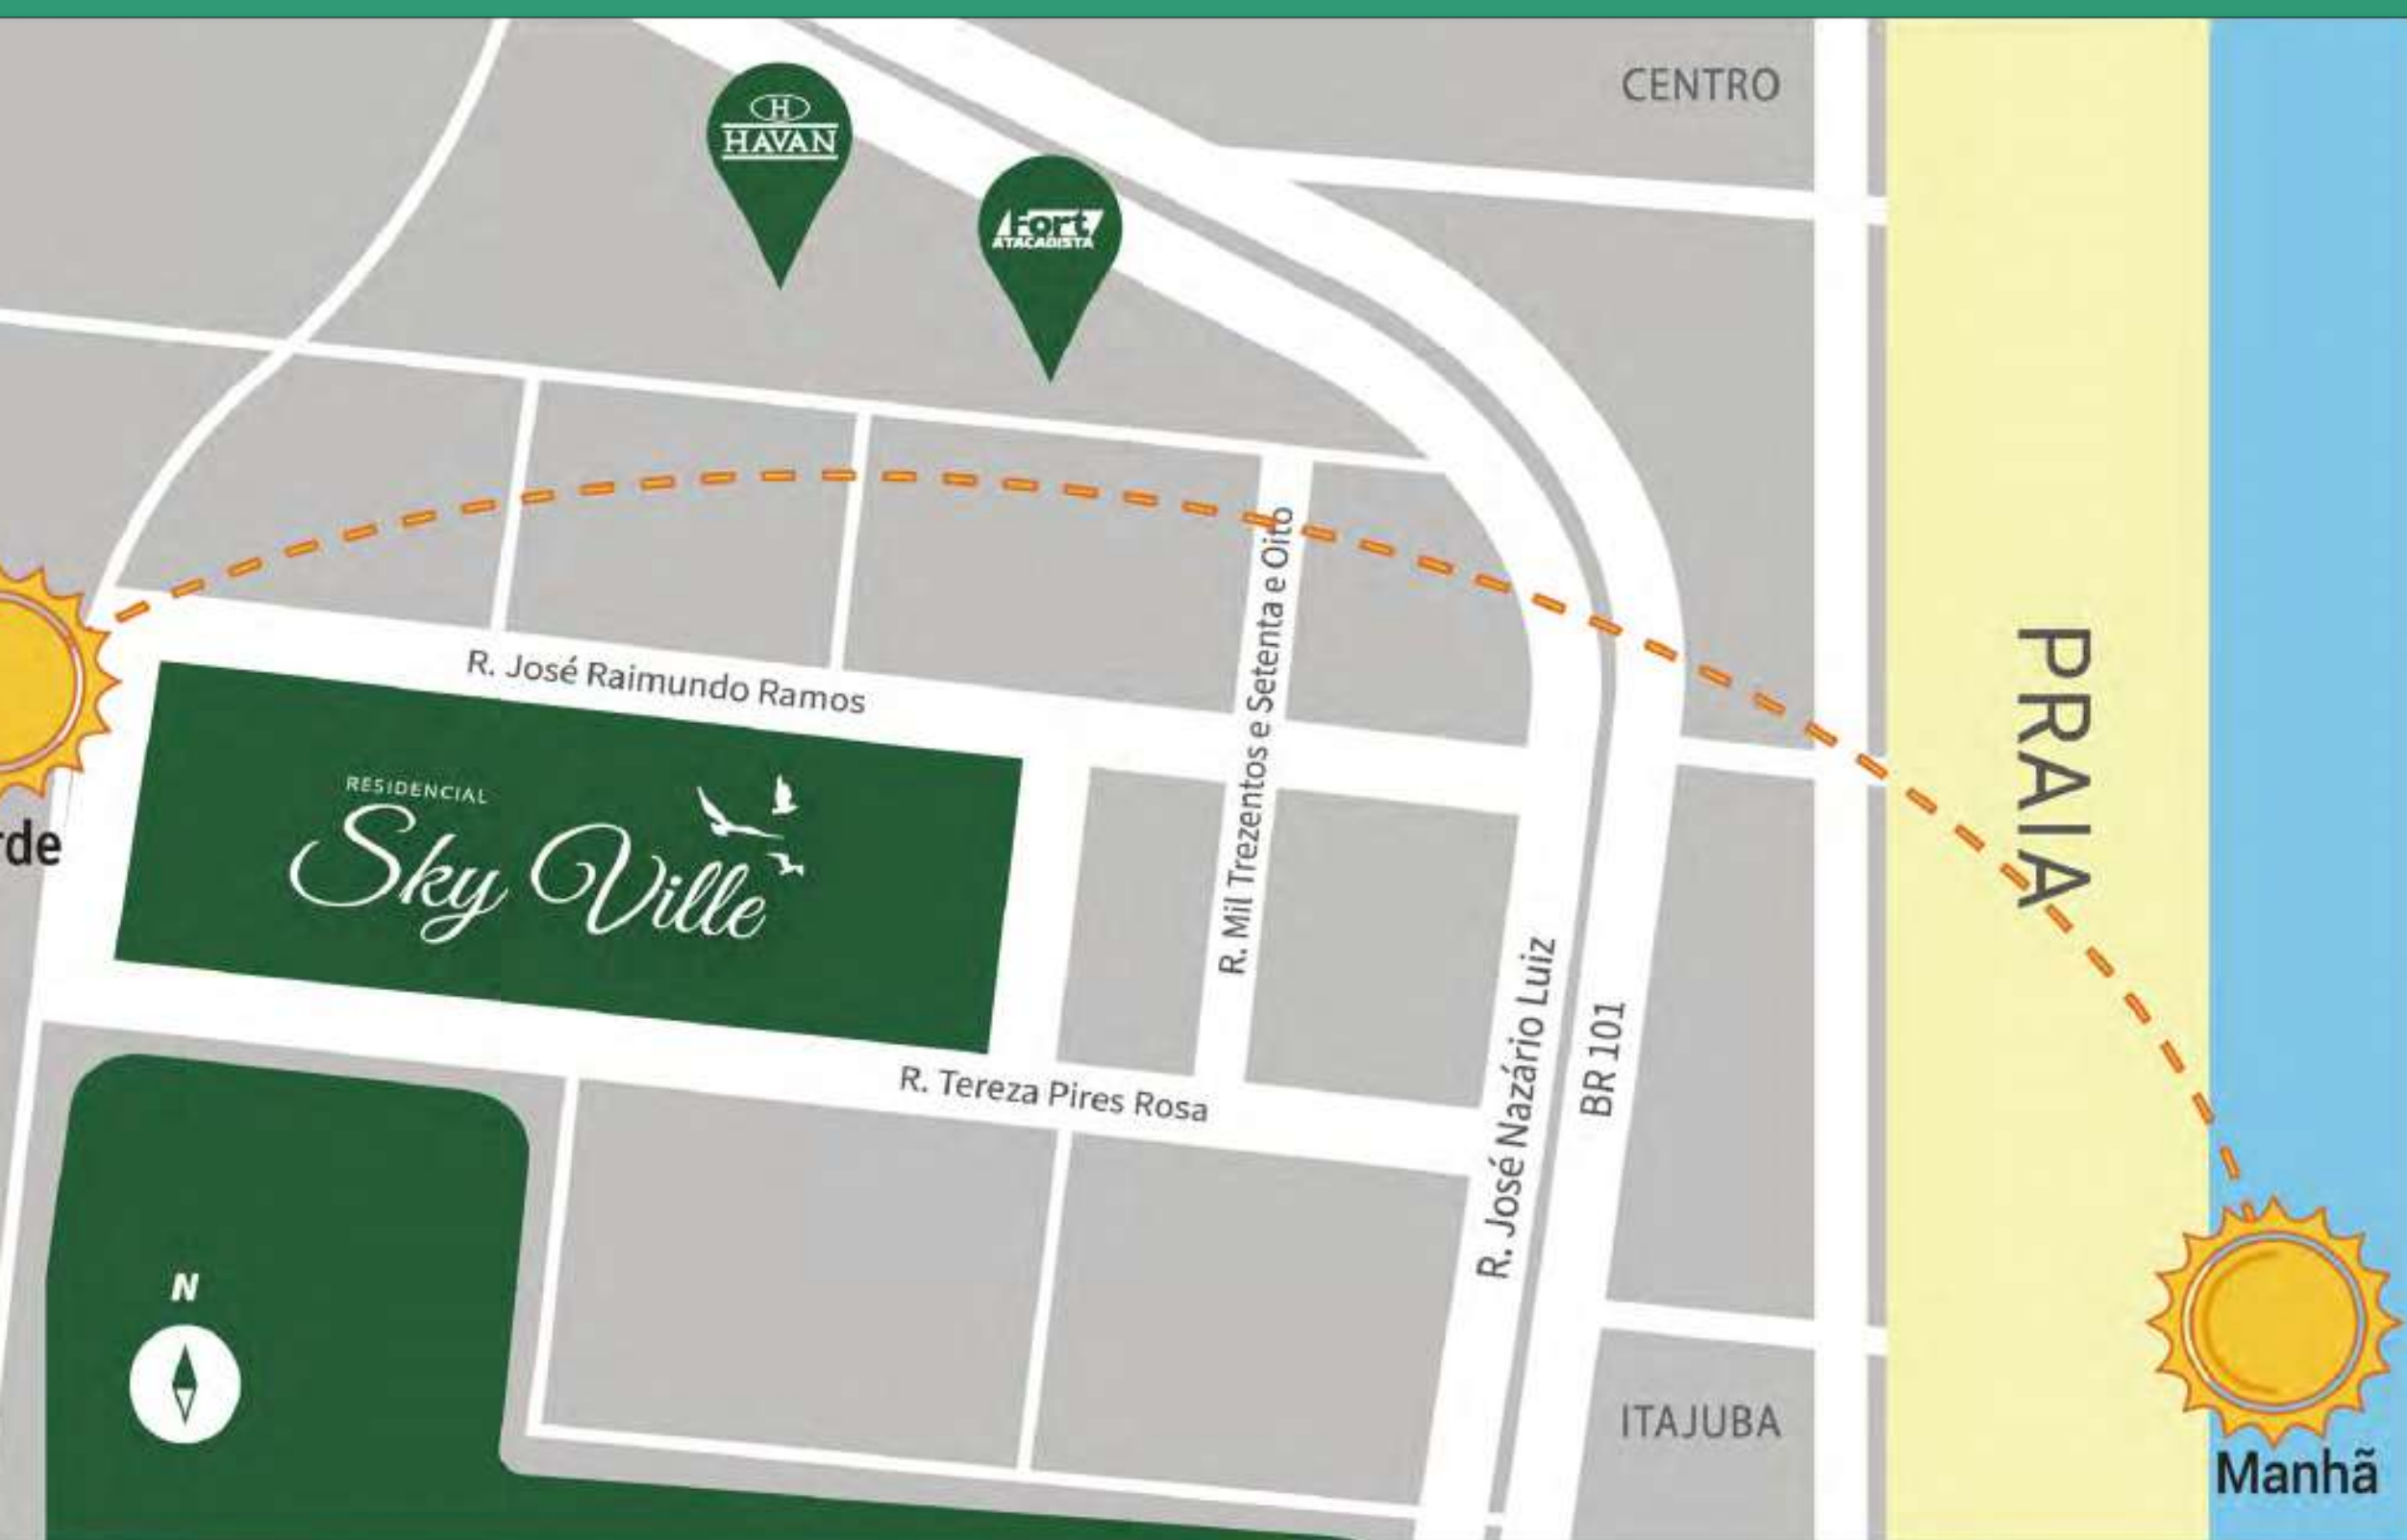 CENTRO
H
HAVAN
Fort
ATACADISTA
R. Mil Trezentos e Setenta e Oito
PRAIA
R. José Raimundo Ramos
RESIDENCIAL
Sky Ville
rde
R. José Nazário Luiz
BR 101
R. Tereza Pires Rosa
N
ITAJUBA
Manhã